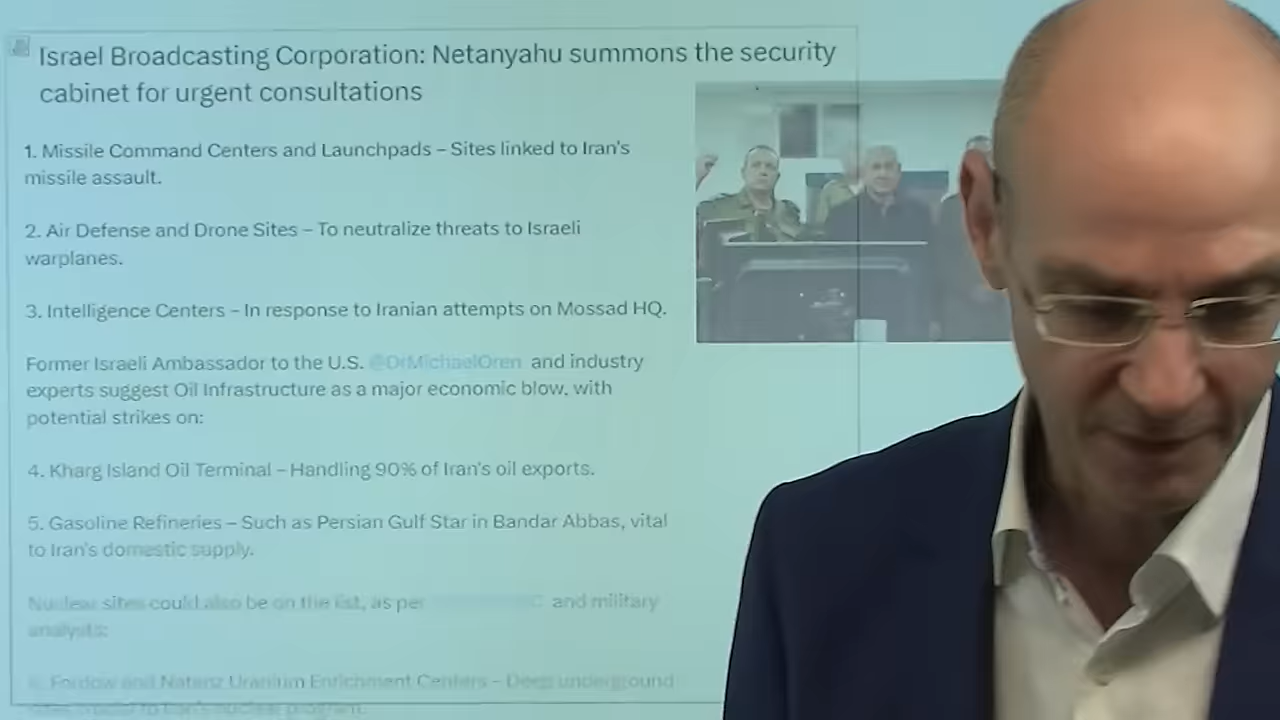 Israel Broadcasting Corporation: Netanyahu summons the security
cabinet for urgent consultations
1. Missile Command Centers and Launchpads – Sites linked to Iran's
missile assault.
2. Air Defense and Drone Sites – To neutralize threats to Israeli
warplanes.
3. Intelligence Centers – In response to Iranian attempts on Mossad HQ.
Former Israeli Ambassador to the U.S. @DrMichaelOren and industry
experts suggest Oil Infrastructure as a major economic blow, with
potential strikes on:
4. Kharg Island Oil Terminal – Handling 90% of Iran's oil exports.
5. Gasoline Refineries – Such as Persian Gulf Star in Bandar Abbas, vital
to Iran's domestic supply.
Nuclear sites could also be on the list, as per and military
analysts:
Fordow and Natanz Uranium Enrichment Centers – Deep underground
sites crucial to Iran's nuclear program.